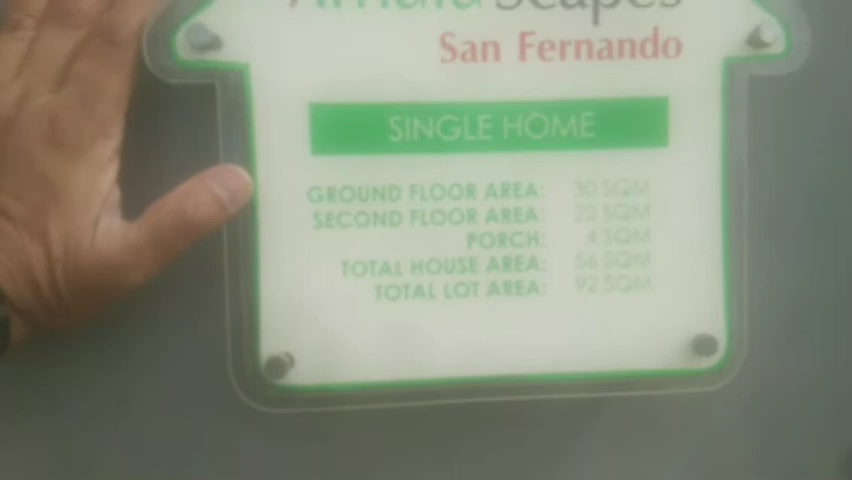 Scapes
San Fernando
SINGLE HOME
GROUND FLOOR AREA: 30 SQM
SECOND FLOOR AREA: 22 SQM
PORCH: 4 SQM
TOTAL HOUSE AREA: 56 SQM
TOTAL LOT AREA: 92 SQM